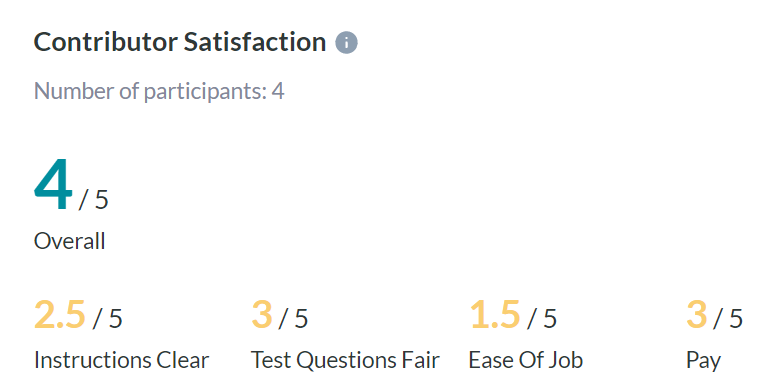 Contributor Satisfaction
Number of participants: 4
4 / 5
Overall
2.5 / 5 3 / 5 1.5 / 5 3 / 5
Instructions Clear Test Questions Fair Ease Of Job Pay